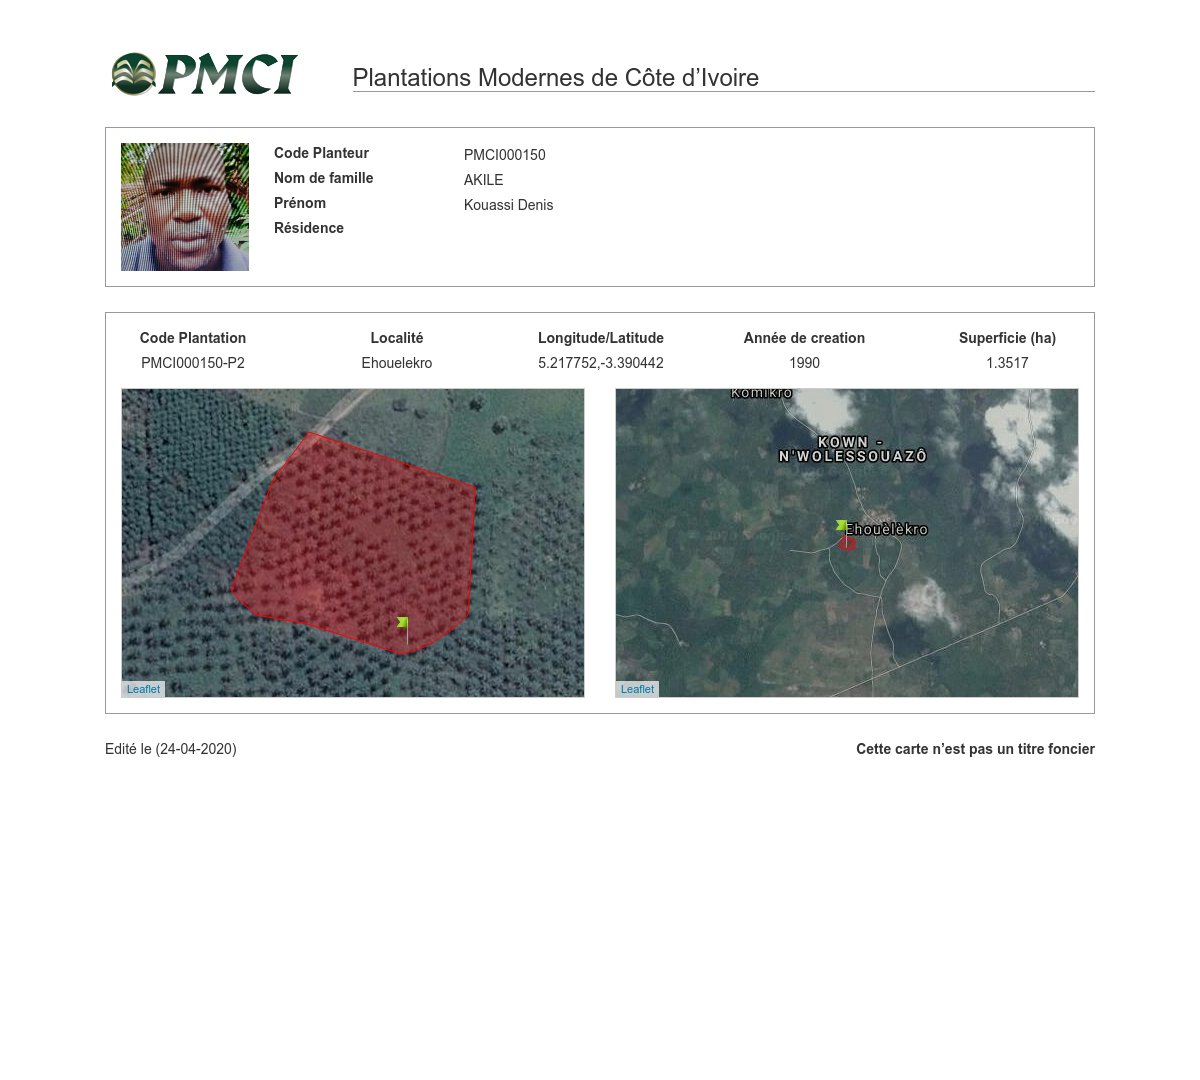 PMCI
Plantations Modernes de Côte d’Ivoire
Code Planteur PMCI000150
Nom de famille AKILE
Prénom Kouassi Denis
Résidence
Code Plantation Localité Longitude/Latitude Année de creation Superficie (ha)
PMCI000150-P2 Ehouelekro 5.217752,-3.390442 1990 1.3517
Komikro
KOWN -
N'WOLESSOUAZÔ
Ehouèlèkro
Leaflet Leaflet
Edité le (24-04-2020) Cette carte n’est pas un titre foncier